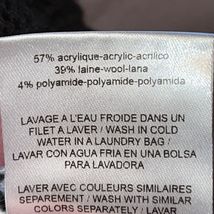 57% acrylique-acrylic-acrilico
39% laine-wool-lana
4% polyamide-polyamide-polyamida
LAVAGE A L'EAU FROIDE DANS UN
FILET A LAVER / WASH IN COLD
WATER IN A LAUNDRY BAG /
LAVAR CON AGUA FRIA EN UNA BOLSA
PARA LAVADORA
LAVER AVEC COULEURS SIMILAIRES
SEPAREMENT / WASH WITH SIMILAR
COLORS SEPARATELY / LAVAR